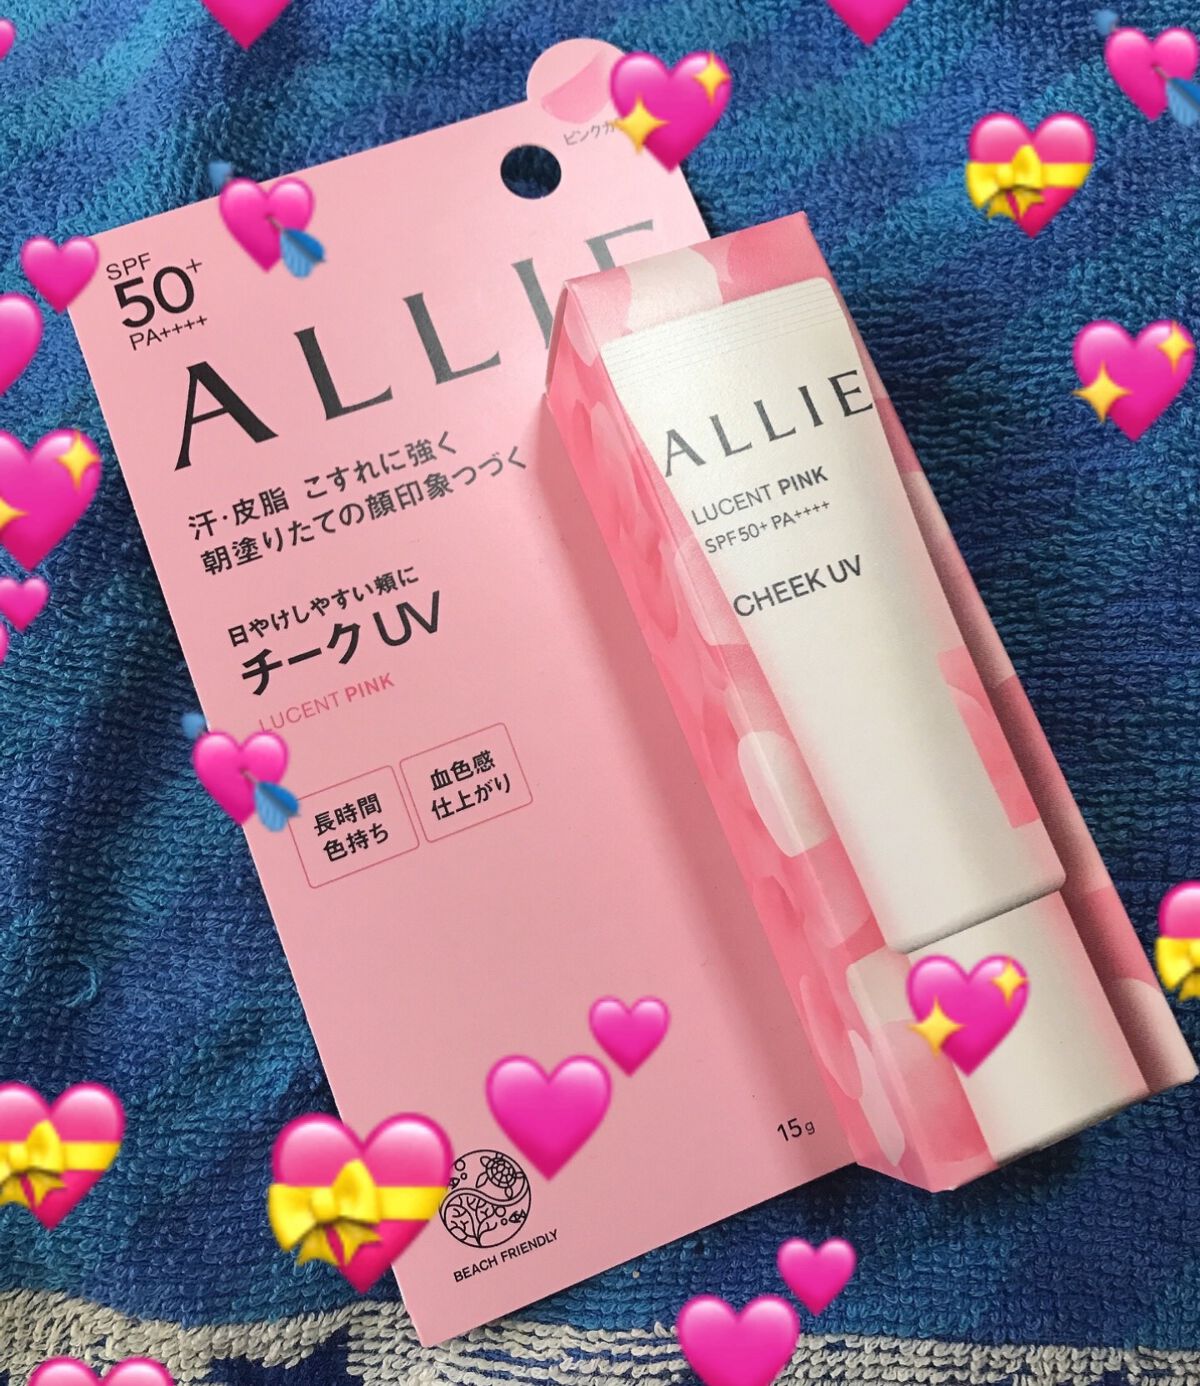 SPF
50+
PA++++
ALLIE
汗・皮脂 こすれに強く
朝塗りたての顔印象つづく
日やけしやすい頬に
チークUV
LUCENT PINK
長時間
色持ち
血色感
仕上がり
15g
BEACH FRIENDLY
ALLIE
LUCENT PINK
SPF50+ PA++++
CHEEK UV